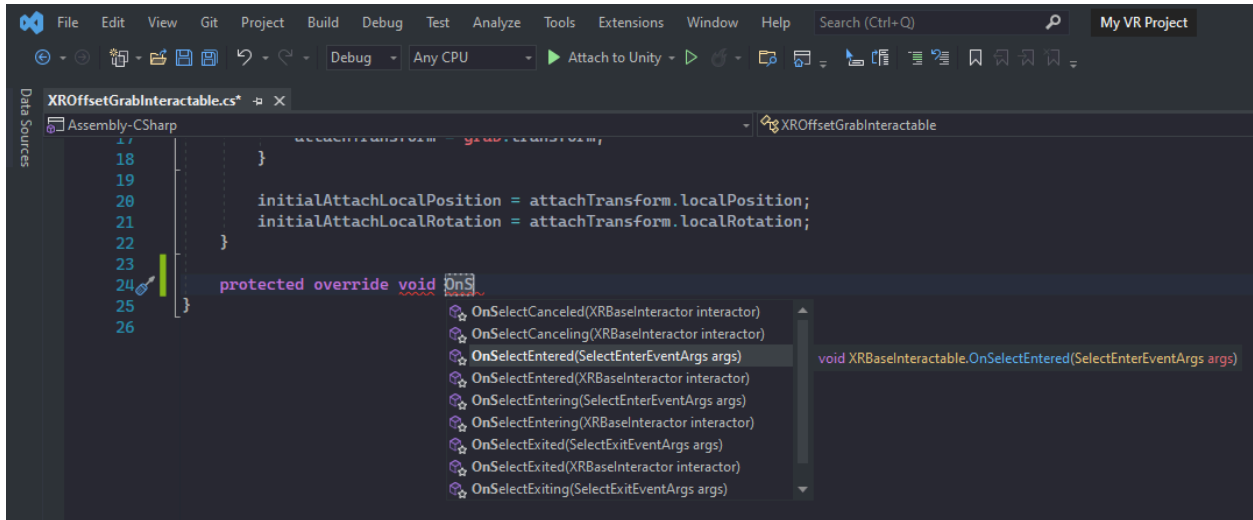 File Edit View Git Project Build Debug Test Analyze Tools Extensions Window Help Search (Ctrl+Q) My VR Project
Debug Any CPU Attach to Unity
Data Sources
XROffsetGrabInteractable.cs*
Assembly-CSharp XROffsetGrabInteractable
17 attachTransform = grab.transform;
18 }
19
20 initialAttachLocalPosition = attachTransform.localPosition;
21 initialAttachLocalRotation = attachTransform.localRotation;
22 }
23
24 protected override void OnS
25 }
26
OnSelectCanceled(XRBaseInteractor interactor)
OnSelectCanceling(XRBaseInteractor interactor)
OnSelectEntered(SelectEnterEventArgs args)
void XRBaseInteractable.OnSelectEntered(SelectEnterEventArgs args)
OnSelectEntered(XRBaseInteractor interactor)
OnSelectEntering(SelectEnterEventArgs args)
OnSelectEntering(XRBaseInteractor interactor)
OnSelectExited(SelectExitEventArgs args)
OnSelectExited(XRBaseInteractor interactor)
OnSelectExiting(SelectExitEventArgs args)